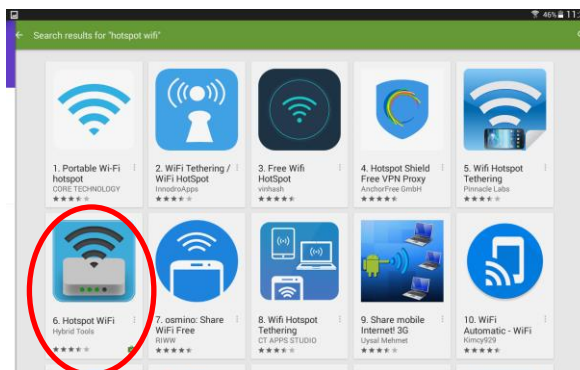 46% 11:
Search results for "hotspot wifi"
1. Portable Wi-Fi hotspot
CORE TECHNOLOGY
2. WiFi Tethering / WiFi HotSpot
InnodroApps
3. Free Wifi HotSpot
vinhash
4. Hotspot Shield Free VPN Proxy
AnchorFree GmbH
5. Wifi Hotspot Tethering
Pinnacle Labs
6. Hotspot WiFi
Hybrid Tools
7. osmino: Share WiFi Free
RIWW
8. Wifi Hotspot Tethering
CT APPS STUDIO
9. Share mobile Internet! 3G
Uysal Mehmet
10. WiFi Automatic - WiFi
Kimcy929